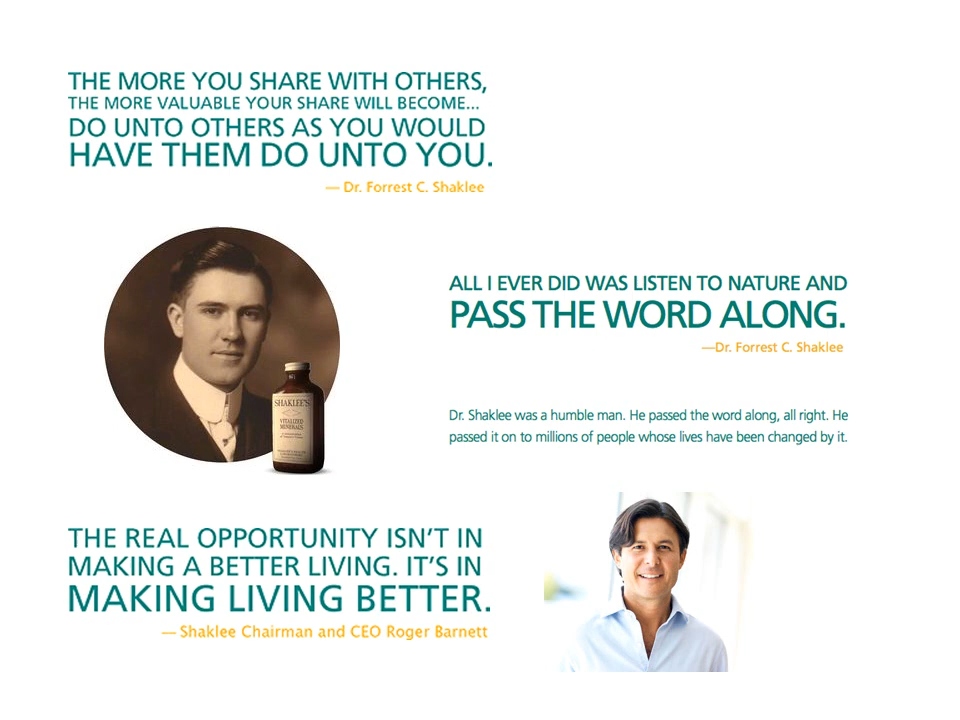 THE MORE YOU SHARE WITH OTHERS,
THE MORE VALUABLE YOUR SHARE WILL BECOME...
DO UNTO OTHERS AS YOU WOULD
HAVE THEM DO UNTO YOU.
— Dr. Forrest C. Shaklee
ALL I EVER DID WAS LISTEN TO NATURE AND
PASS THE WORD ALONG.
—Dr. Forrest C. Shaklee
SHAKLEE'S
VITALIZED
MINERALS
Dr. Shaklee was a humble man. He passed the word along, all right. He
passed it on to millions of people whose lives have been changed by it.
THE REAL OPPORTUNITY ISN'T IN
MAKING A BETTER LIVING. IT'S IN
MAKING LIVING BETTER.
— Shaklee Chairman and CEO Roger Barnett